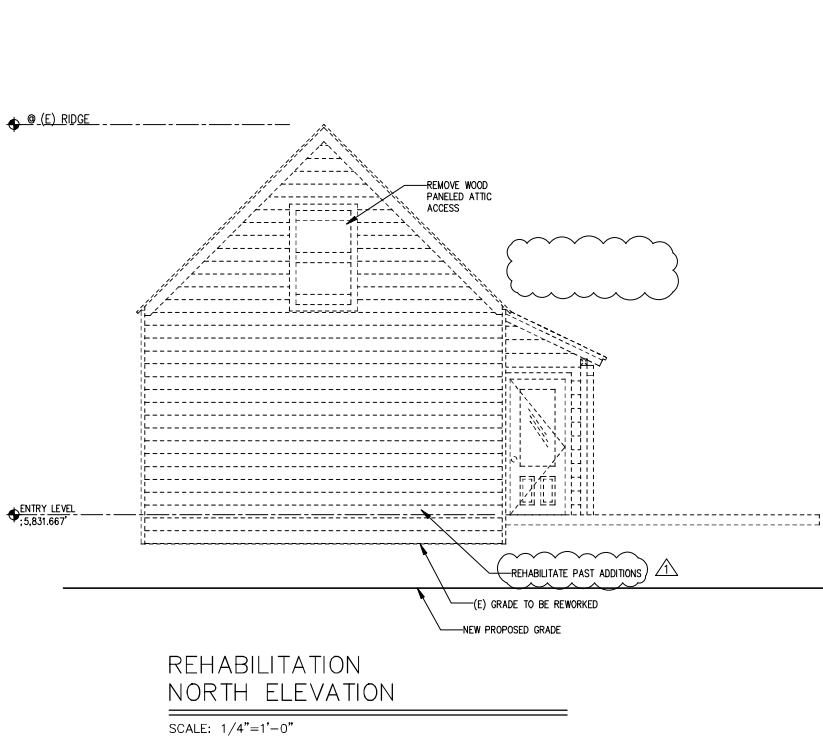 @ (E) RIDGE
REMOVE WOOD
PANELED ATTIC
ACCESS
ENTRY LEVEL
:5,831.667'
REHABILITATE PAST ADDITIONS
1
(E) GRADE TO BE REWORKED
NEW PROPOSED GRADE
REHABILITATION
NORTH ELEVATION
SCALE: 1/4"=1'-0"